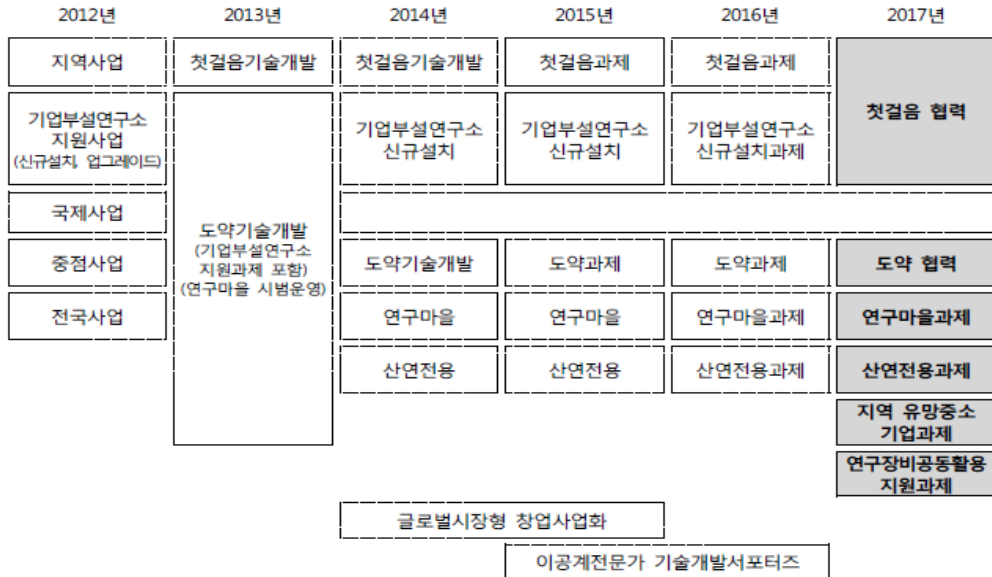 2012년 2013년 2014년 2015년 2016년 2017년
지역사업 첫걸음기술개발 첫걸음기술개발 첫걸음과제 첫걸음과제
첫걸음 협력
기업부설연구소
지원사업
(신규설치, 업그레이드)
기업부설연구소
신규설치
기업부설연구소
신규설치
기업부설연구소
신규설치과제
국제사업
도약기술개발
(기업부설연구소
지원과제 포함)
(연구마을 시범운영)
중점사업 도약기술개발 도약과제 도약과제 도약 협력
전국사업 연구마을 연구마을 연구마을과제 연구마을과제
산연전용 산연전용 산연전용과제 산연전용과제
지역 유망중소
기업과제
연구장비공동활용
지원과제
글로벌시장형 창업사업화
이공계전문가 기술개발서포터즈